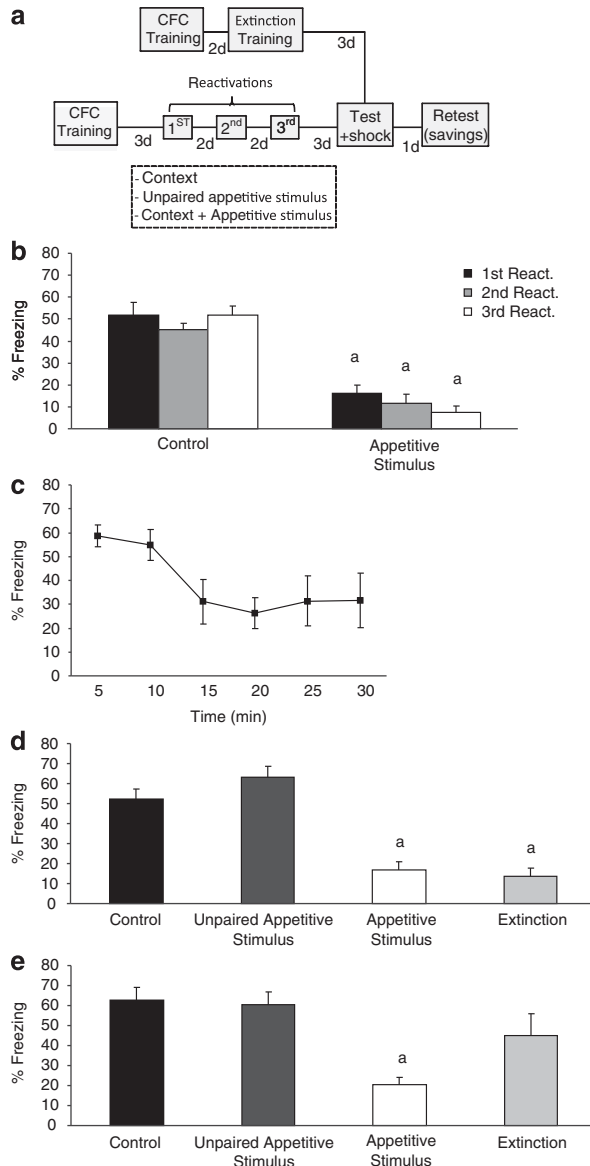 a
CFC
Training
2d
Extinction
Training
3d
Reactivations
CFC
Training
3d
1ST
2d
2nd
2d
3rd
3d
Test
+shock
1d
Retest
(savings)
- Context
- Unpaired appetitive stimulus
- Context + Appetitive stimulus
b
80
70
60
50
40
30
20
10
0
% Freezing
1st React.
2nd React.
3rd React.
a
a
a
Control
Appetitive
Stimulus
c
80
70
60
50
40
30
20
10
0
% Freezing
5 10 15 20 25 30
Time (min)
d
80
70
60
50
40
30
20
10
0
% Freezing
a
a
Control
Unpaired Appetitive
Stimulus
Appetitive
Stimulus
Extinction
e
80
70
60
50
40
30
20
10
0
% Freezing
a
Control
Unpaired Appetitive
Stimulus
Appetitive
Stimulus
Extinction